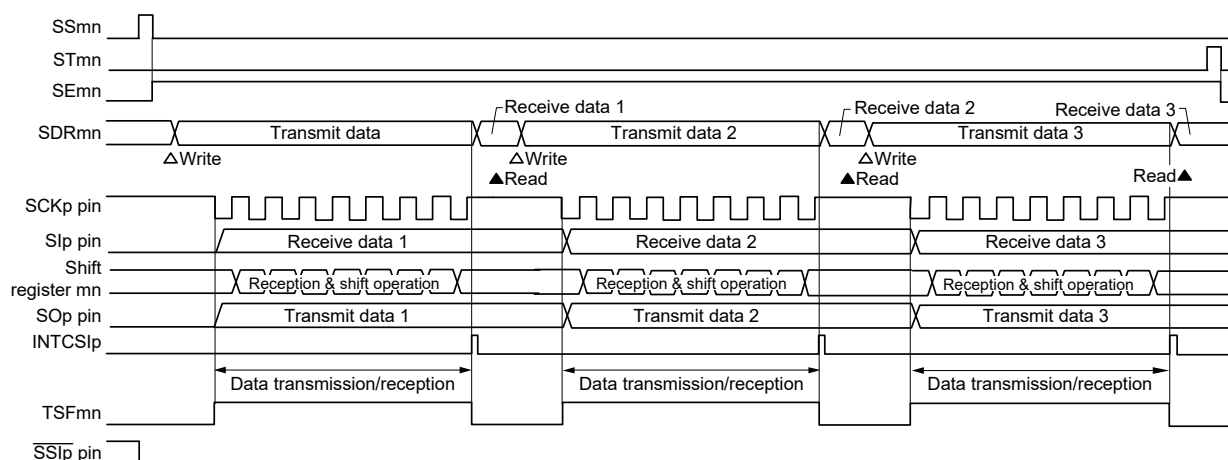 SSmn
STmn
SEmn
Receive data 1
Receive data 2
Receive data 3
SDRmn
Transmit data
Transmit data 2
Transmit data 3
△Write
△Write
△Write
▲Read
▲Read
Read▲
SCKp pin
SIp pin
Receive data 1
Receive data 2
Receive data 3
Shift
register mn
Reception & shift operation
Reception & shift operation
Reception & shift operation
SOp pin
Transmit data 1
Transmit data 2
Transmit data 3
INTCSIp
Data transmission/reception
Data transmission/reception
Data transmission/reception
TSFmn
SSIp pin